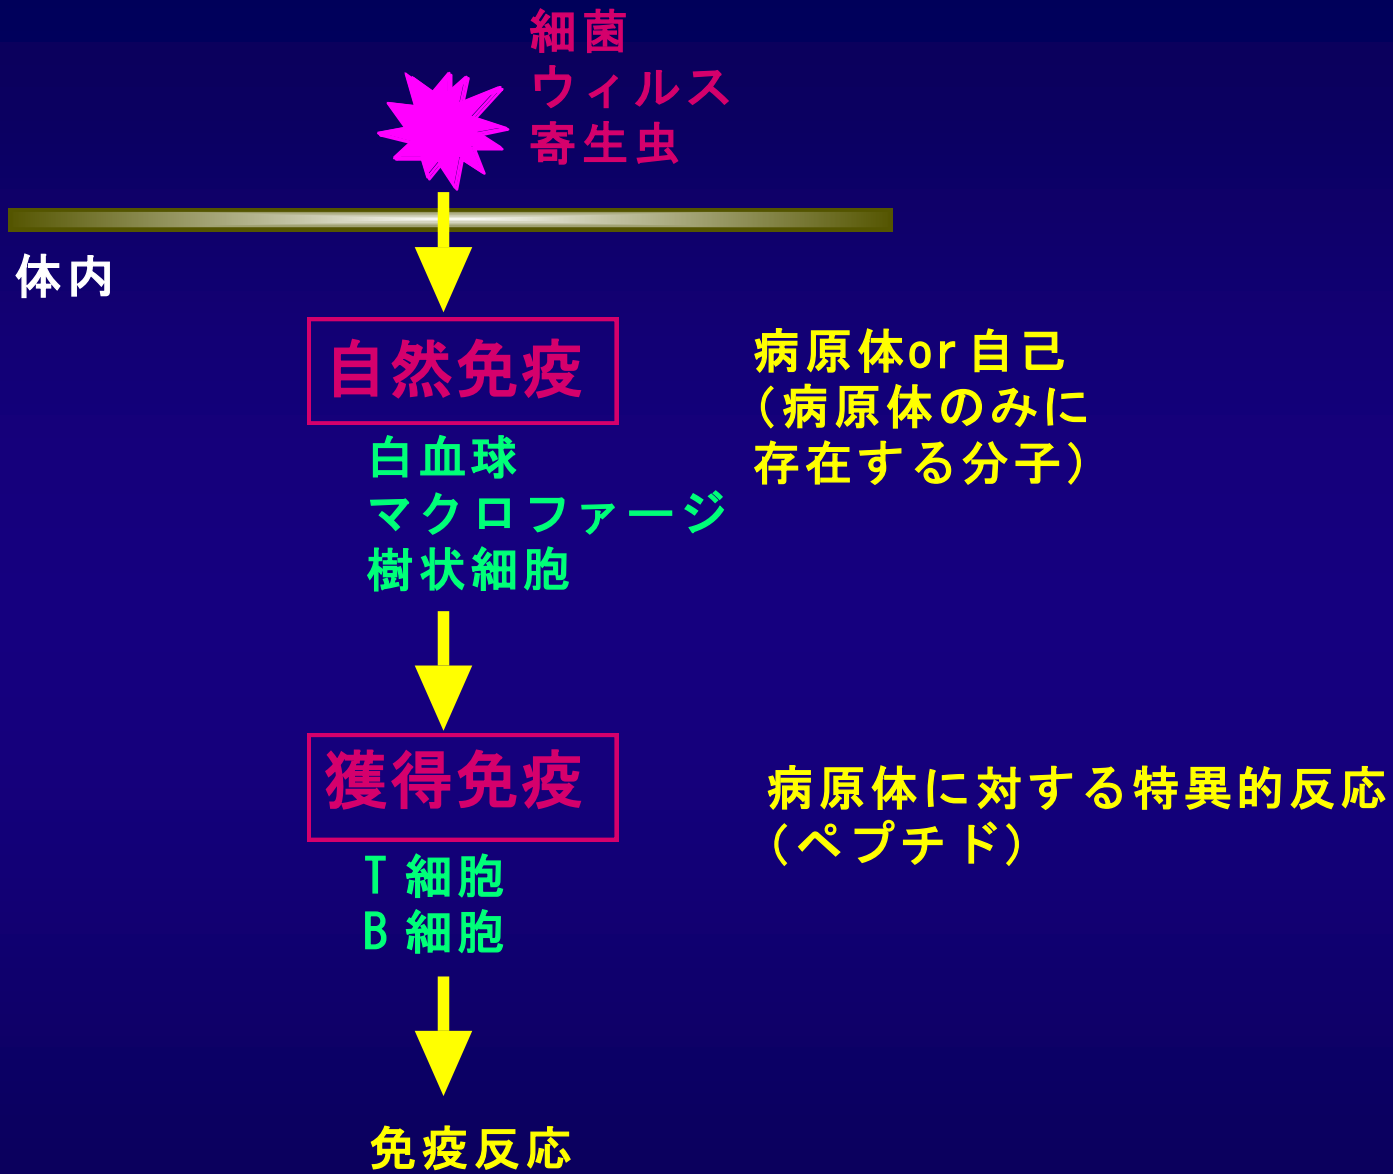 細菌
ウィルス
寄生虫
体内
自然免疫
病原体or自己
（病原体のみに
存在する分子）
白血球
マクロファージ
樹状細胞
獲得免疫
病原体に対する特異的反応
（ペプチド）
T 細胞
B 細胞
免疫反応